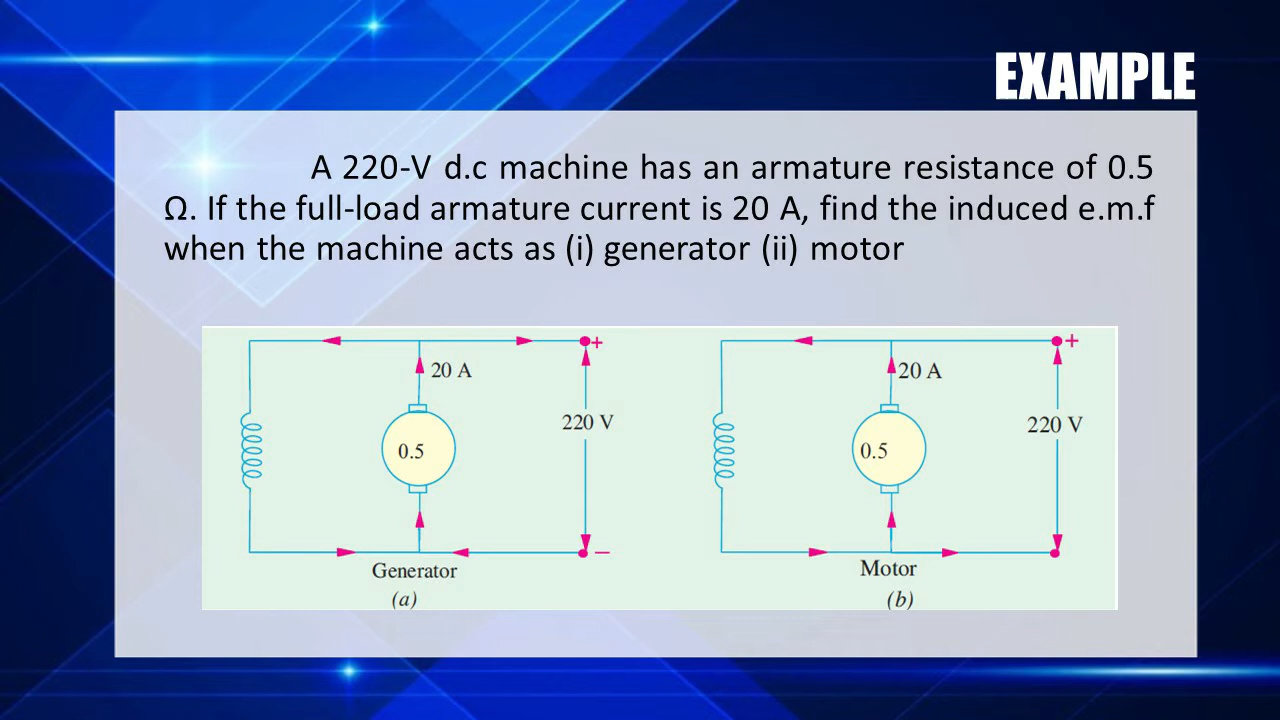 EXAMPLE
A 220-V d.c machine has an armature resistance of 0.5
Ω. If the full-load armature current is 20 A, find the induced e.m.f
when the machine acts as (i) generator (ii) motor
20 A
+
220 V
0.5
−
Generator
(a)
20 A
+
220 V
0.5
Motor
(b)